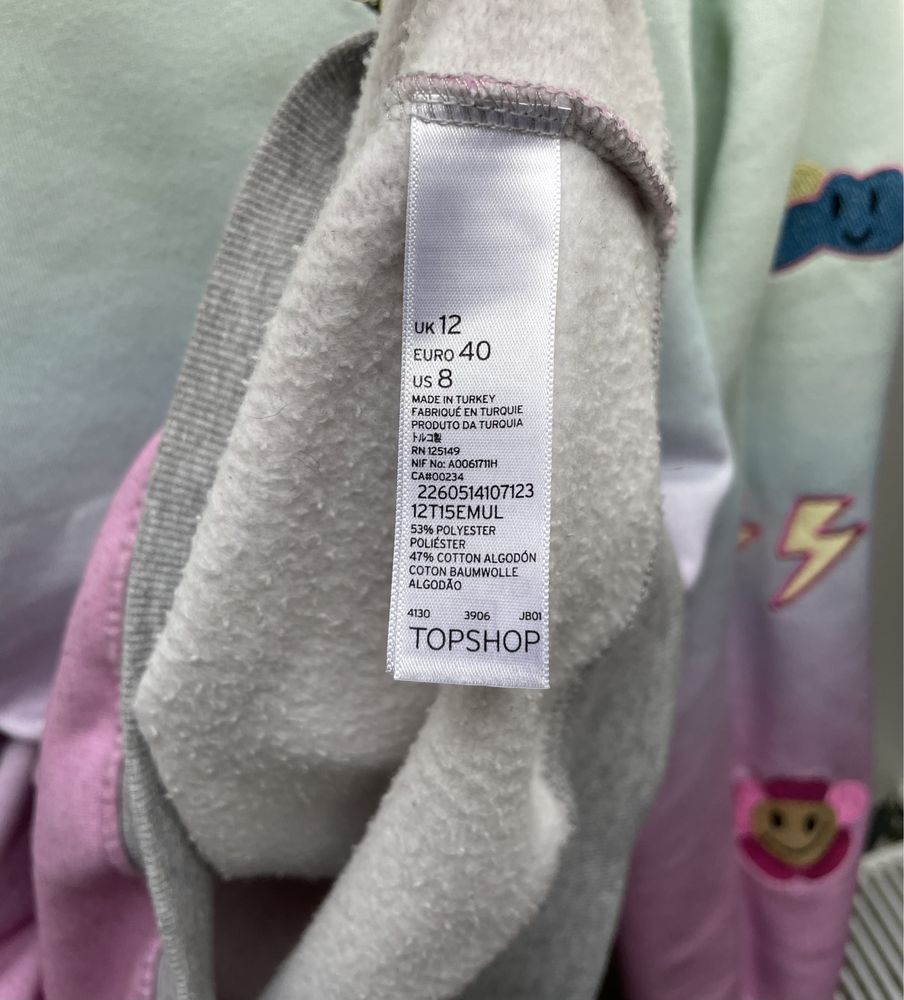 UK 12
EURO 40
US 8
MADE IN TURKEY
FABRIQUÉ EN TURQUIE
PRODUTO DA TURQUIA
トルコ製
RN 125149
NIF No: A0061711H
CA#00234
2260514107123
12T15EMUL
53% POLYESTER
POLIÉSTER
47% COTTON ALGODÓN
COTON BAUMWOLLE
ALGODÃO
4130 3906 JB01
TOPSHOP